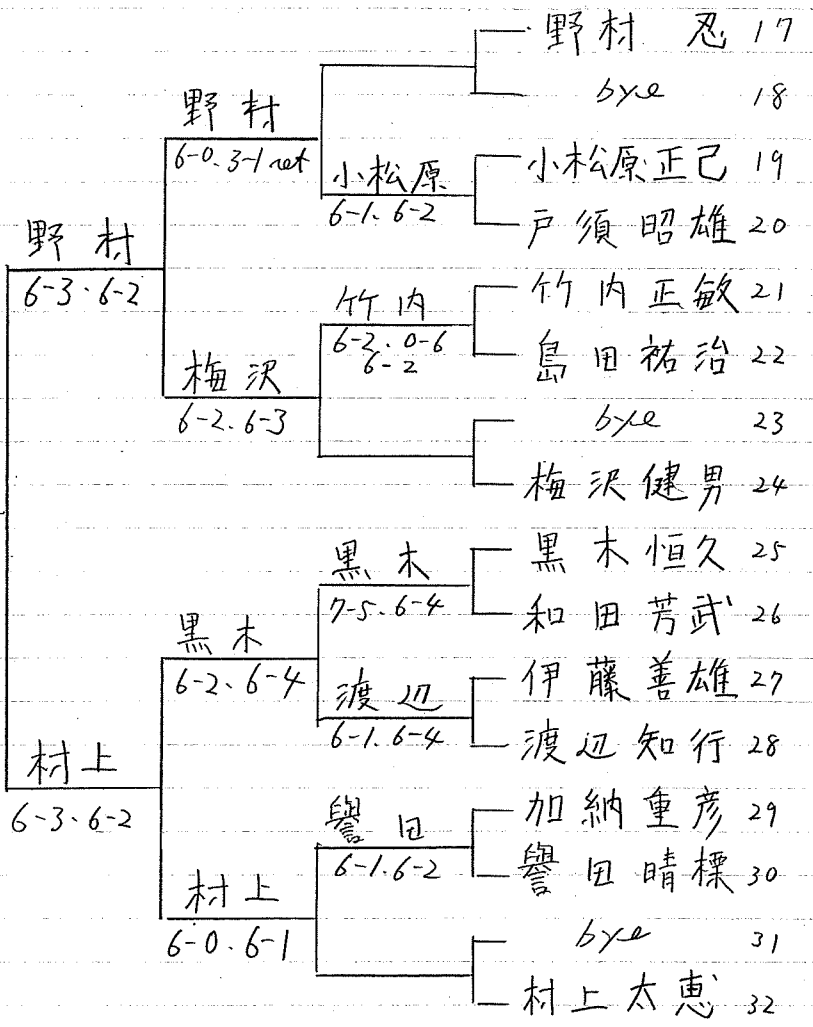 野村 忍 17
bye 18
野村
6-0. 3-1 ret
小松原
6-1. 6-2
小松原正己 19
戸須昭雄 20
野村
6-3. 6-2
竹内
6-2. 0-6
6-2
竹内正敏 21
島田祐治 22
梅沢
6-2. 6-3
bye 23
梅沢健男 24
黒木
7-5. 6-4
黒木恒久 25
和田芳武 26
黒木
6-2. 6-4
渡辺
6-1. 6-4
伊藤善雄 27
渡辺知行 28
村上
6-3. 6-2
譽田
6-1. 6-2
加納重彦 29
譽田晴標 30
村上
6-0. 6-1
bye 31
村上太恵 32